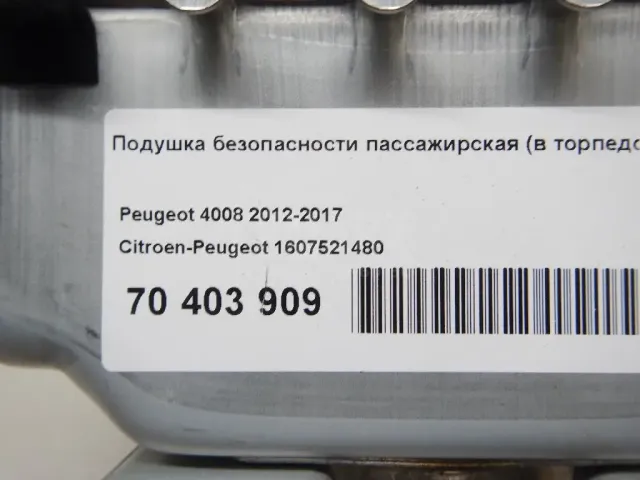 Подушка безопасности пассажирская (в торпедо
Peugeot 4008 2012-2017
Citroen-Peugeot 1607521480
70 403 909